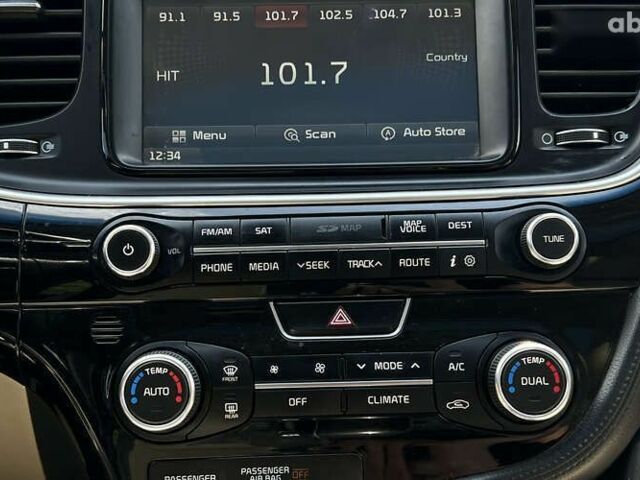 ab
91.1 91.5 101.7 102.5 104.7 101.3
Country
HIT 101.7
Menu Scan Auto Store
12:34
VOL FM/AM SAT SD MAP MAP VOICE DEST TUNE
PHONE MEDIA SEEK TRACK ROUTE i
TEMP AUTO FRONT MODE A/C TEMP DUAL
REAR OFF CLIMATE
PASSENGER PASSENGER AIR BAG OFF